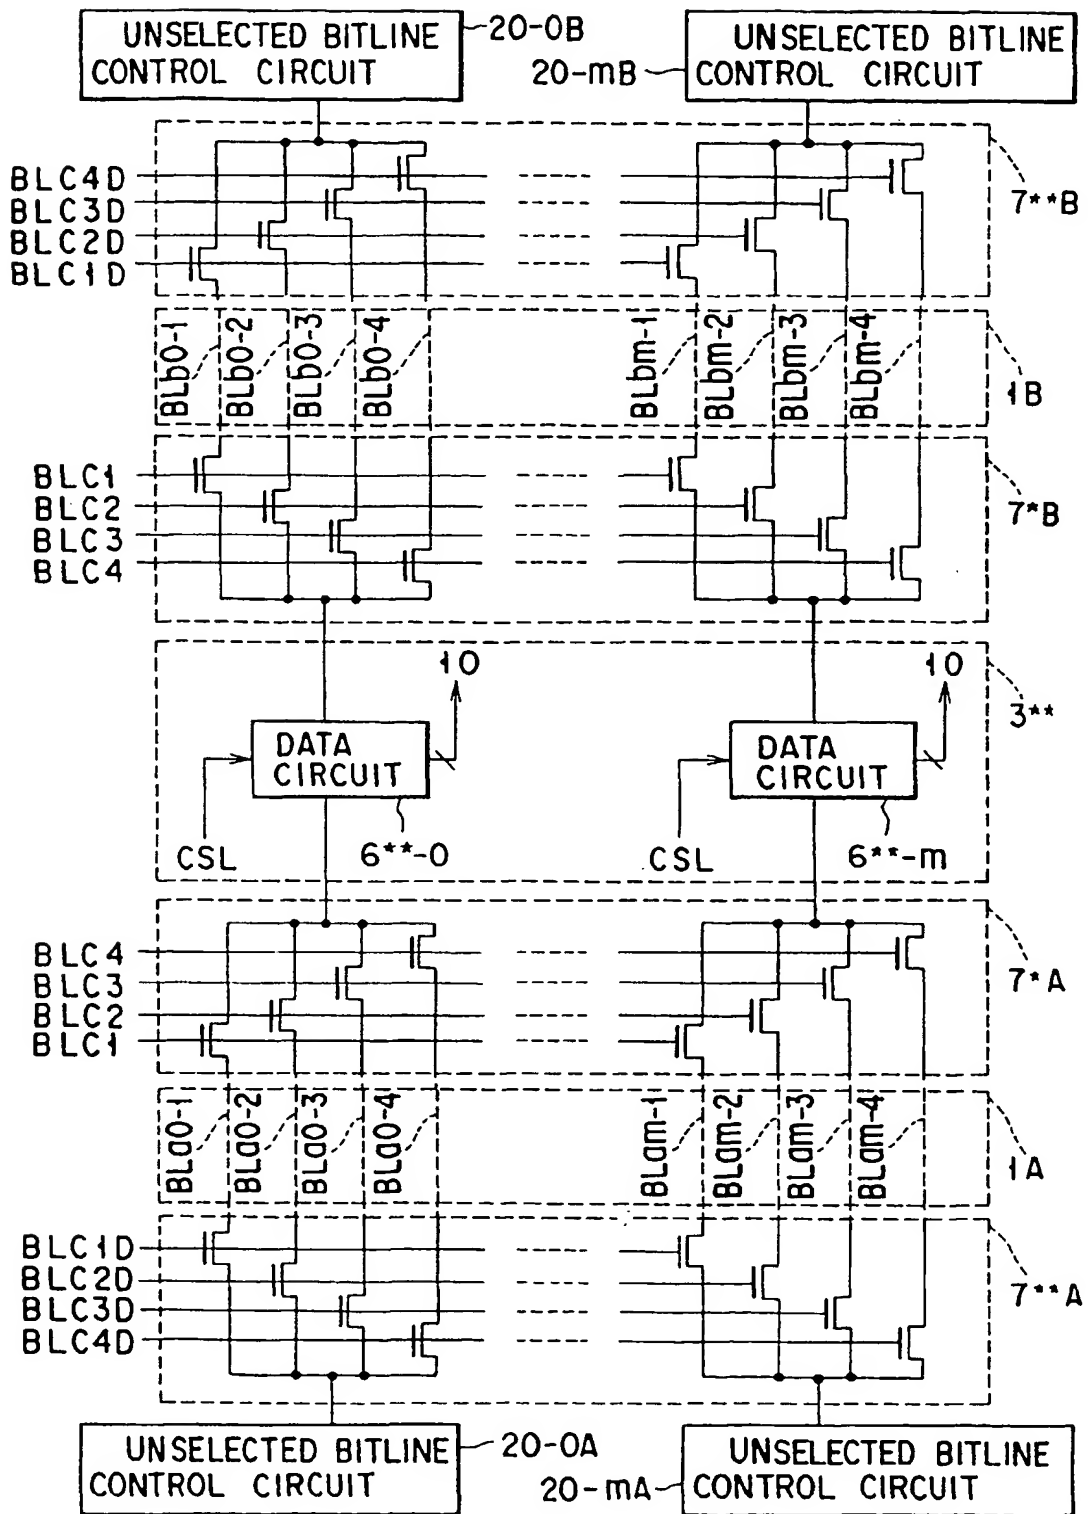 UNSELECTED BITLINE
CONTROL CIRCUIT
20-0B
UNSELECTED BITLINE
CONTROL CIRCUIT
20-mB
BLC4D
BLC3D
BLC2D
BLC1D
7**B
BLb0-1
BLb0-2
BLb0-3
BLb0-4
BLbm-1
BLbm-2
BLbm-3
BLbm-4
1B
BLC1
BLC2
BLC3
BLC4
7*B
10
10
3**
DATA
CIRCUIT
DATA
CIRCUIT
CSL
6**-0
CSL
6**-m
BLC4
BLC3
BLC2
BLC1
7*A
BLa0-1
BLa0-2
BLa0-3
BLa0-4
BLam-1
BLam-2
BLam-3
BLam-4
1A
BLC1D
BLC2D
BLC3D
BLC4D
7**A
UNSELECTED BITLINE
CONTROL CIRCUIT
20-0A
20-mA
UNSELECTED BITLINE
CONTROL CIRCUIT